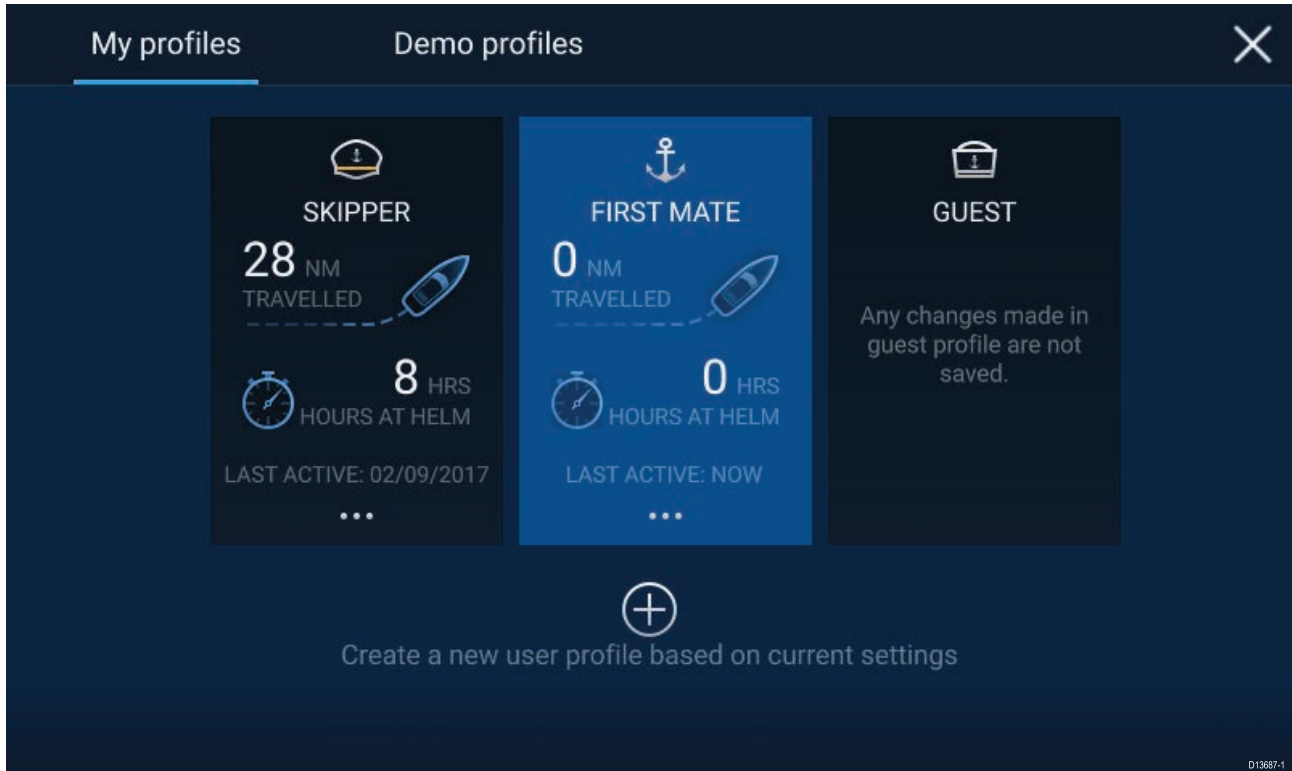 My profiles
Demo profiles
SKIPPER
28 NM
TRAVELLED
8 HRS
HOURS AT HELM
LAST ACTIVE: 02/09/2017
FIRST MATE
0 NM
TRAVELLED
0 HRS
HOURS AT HELM
LAST ACTIVE: NOW
GUEST
Any changes made in
guest profile are not
saved.
Create a new user profile based on current settings
D13687-1